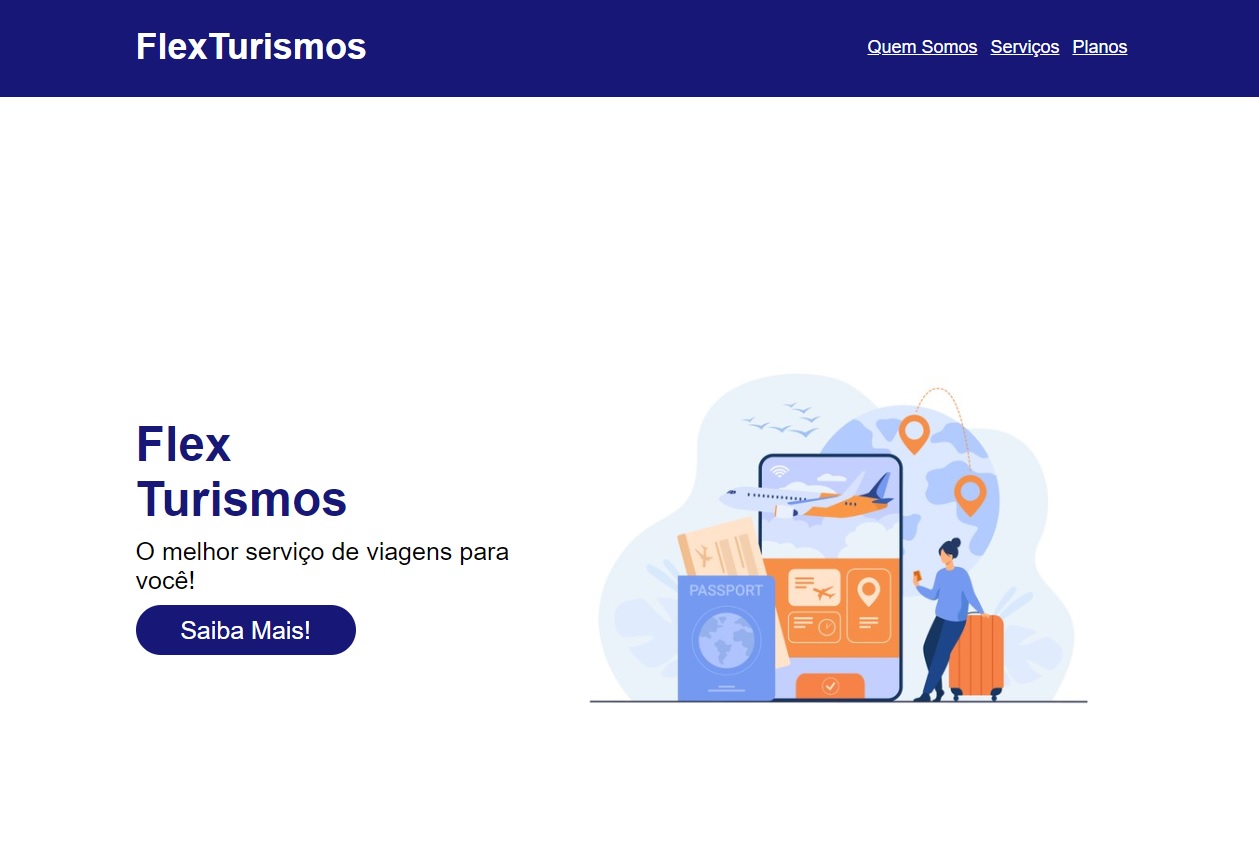 FlexTurismos
Quem Somos Serviços Planos
Flex
Turismos
O melhor serviço de viagens para
você!
Saiba Mais!
PASSPORT